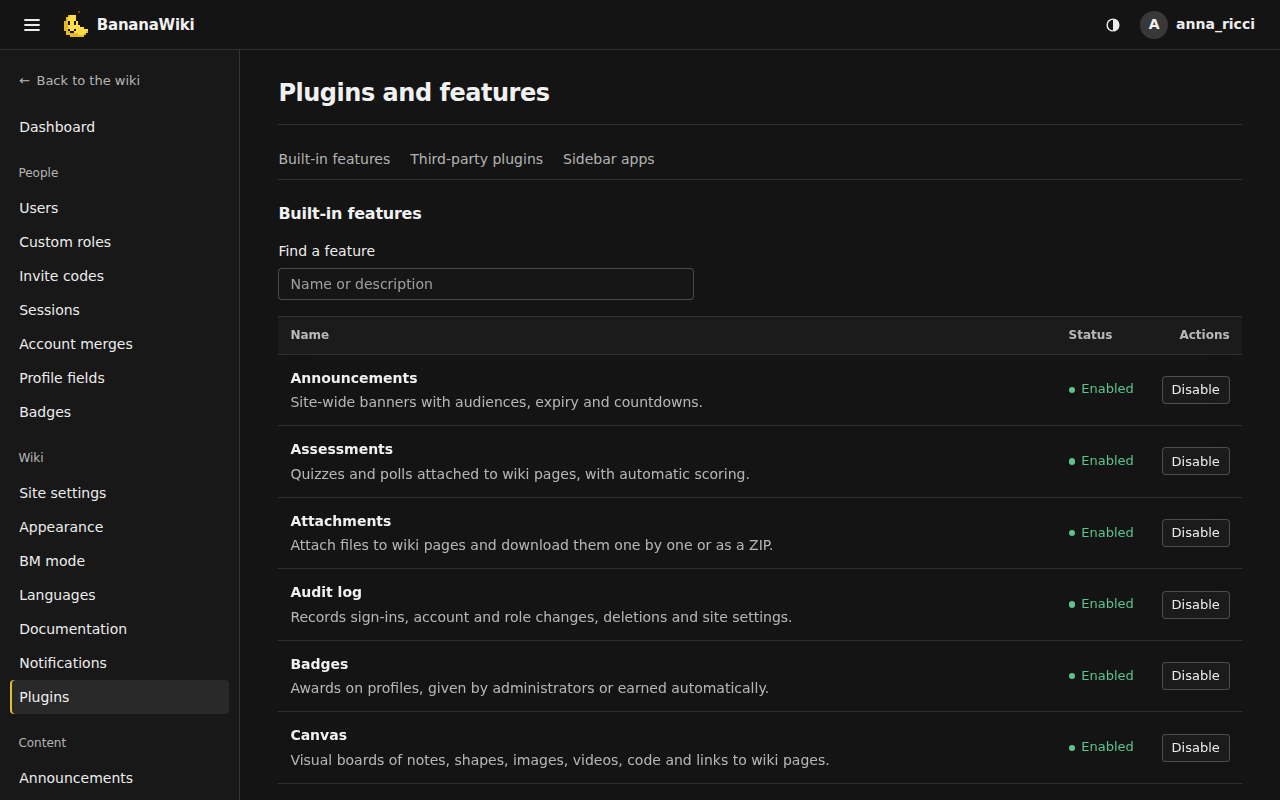 BananaWiki
A anna_ricci
← Back to the wiki
Dashboard
People
Users
Custom roles
Invite codes
Sessions
Account merges
Profile fields
Badges
Wiki
Site settings
Appearance
BM mode
Languages
Documentation
Notifications
Plugins
Content
Announcements
Plugins and features
Built-in features Third-party plugins Sidebar apps
Built-in features
Find a feature
Name or description
Name Status Actions
Announcements
Site-wide banners with audiences, expiry and countdowns.
Enabled Disable
Assessments
Quizzes and polls attached to wiki pages, with automatic scoring.
Enabled Disable
Attachments
Attach files to wiki pages and download them one by one or as a ZIP.
Enabled Disable
Audit log
Records sign-ins, account and role changes, deletions and site settings.
Enabled Disable
Badges
Awards on profiles, given by administrators or earned automatically.
Enabled Disable
Canvas
Visual boards of notes, shapes, images, videos, code and links to wiki pages.
Enabled Disable